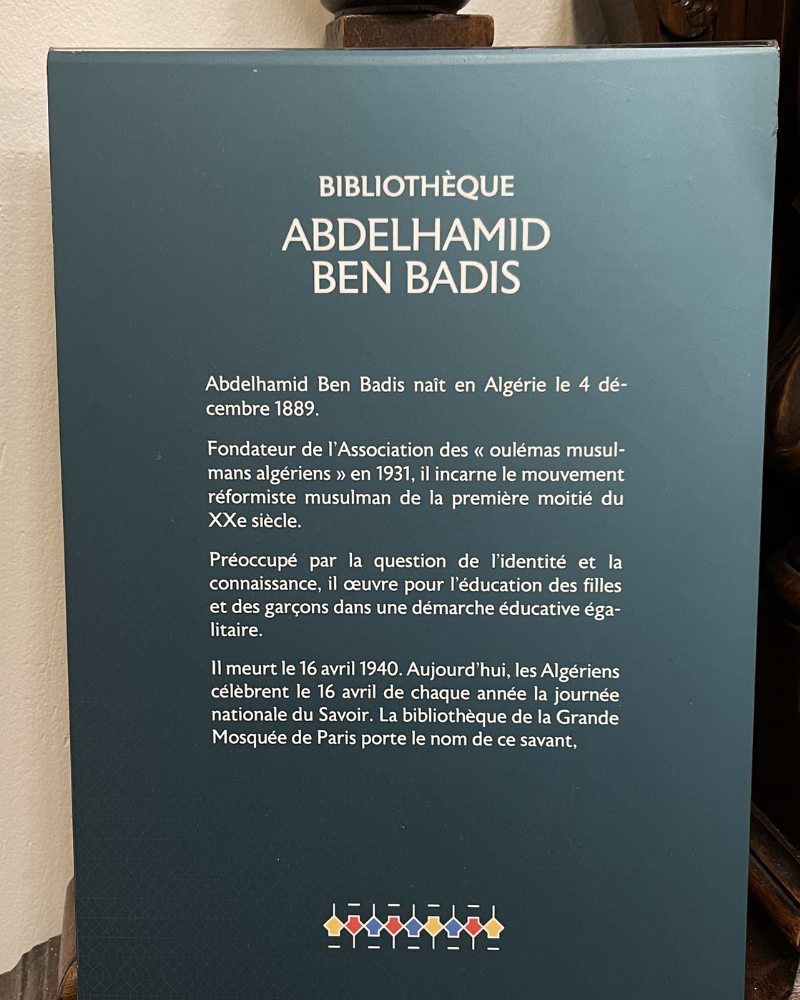 BIBLIOTHÈQUE
ABDELHAMID
BEN BADIS
Abdelhamid Ben Badis naît en Algérie le 4 dé-
cembre 1889.
Fondateur de l'Association des « oulémas musul-
mans algériens » en 1931, il incarne le mouvement
réformiste musulman de la première moitié du
XXe siècle.
Préoccupé par la question de l'identité et la
connaissance, il œuvre pour l'éducation des filles
et des garçons dans une démarche éducative éga-
litaire.
Il meurt le 16 avril 1940. Aujourd'hui, les Algériens
célèbrent le 16 avril de chaque année la journée
nationale du Savoir. La bibliothèque de la Grande
Mosquée de Paris porte le nom de ce savant,